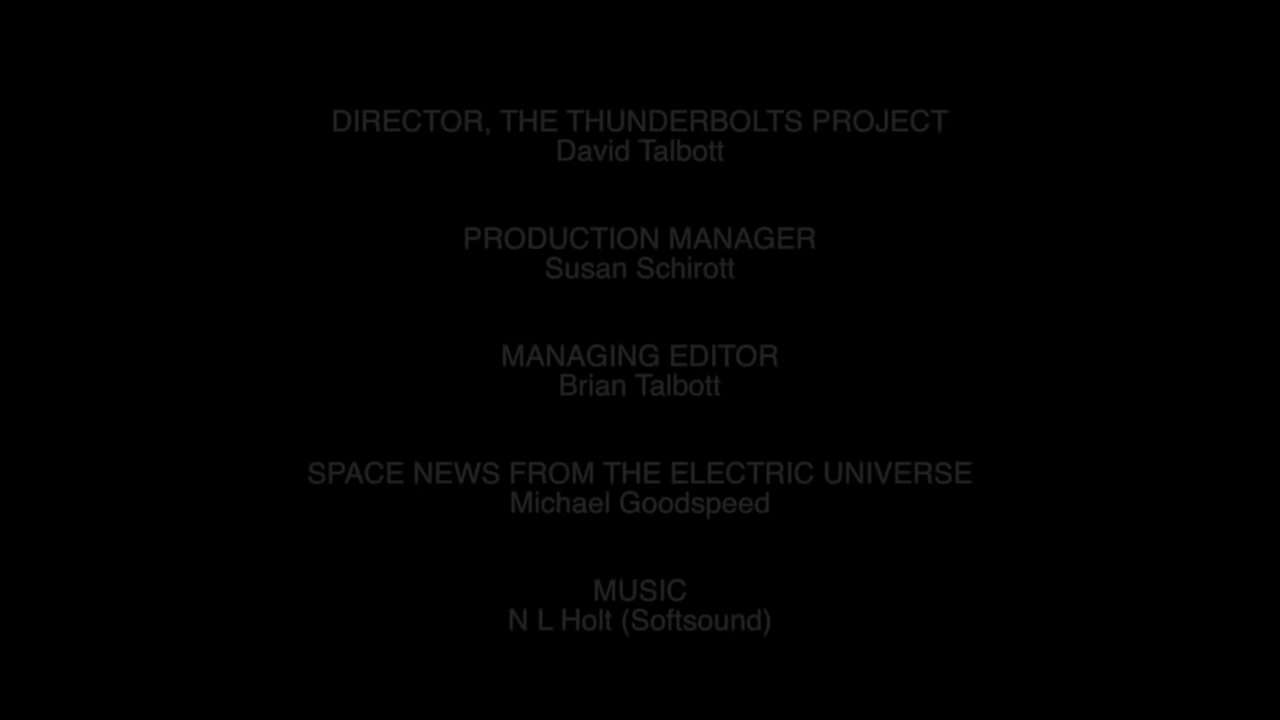 DIRECTOR, THE THUNDERBOLTS PROJECT
David Talbott
PRODUCTION MANAGER
Susan Schirott
MANAGING EDITOR
Brian Talbott
SPACE NEWS FROM THE ELECTRIC UNIVERSE
Michael Goodspeed
MUSIC
N L Holt (Softsound)